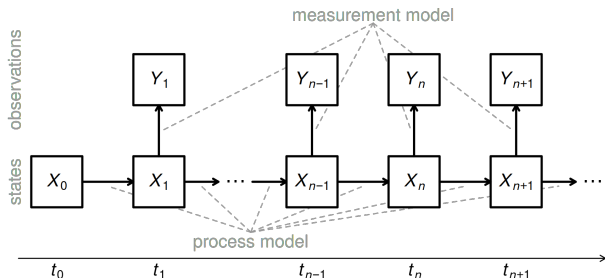 measurement model
observations
Y₁ Yₙ₋₁ Yₙ Yₙ₊₁
states
X₀ X₁ ··· Xₙ₋₁ Xₙ Xₙ₊₁ ···
process model
t₀ t₁ tₙ₋₁ tₙ tₙ₊₁